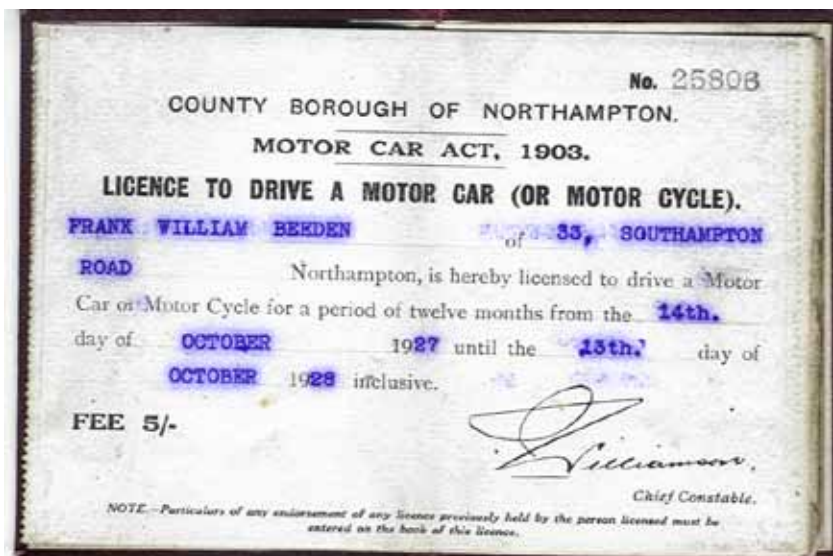 No. 25806
COUNTY BOROUGH OF NORTHAMPTON.
MOTOR CAR ACT, 1903.
LICENCE TO DRIVE A MOTOR CAR (OR MOTOR CYCLE).
FRANK WILLIAM BEEDEN of 33, SOUTHAMPTON
ROAD Northampton, is hereby licensed to drive a Motor
Car or Motor Cycle for a period of twelve months from the 14th.
day of OCTOBER 1927 until the 13th. day of
OCTOBER 1928 inclusive.
FEE 5/-
Williamson.
Chief Constable.
NOTE.—Particulars of any endorsement of any licence previously held by the person licensed must be
entered on the back of this licence.